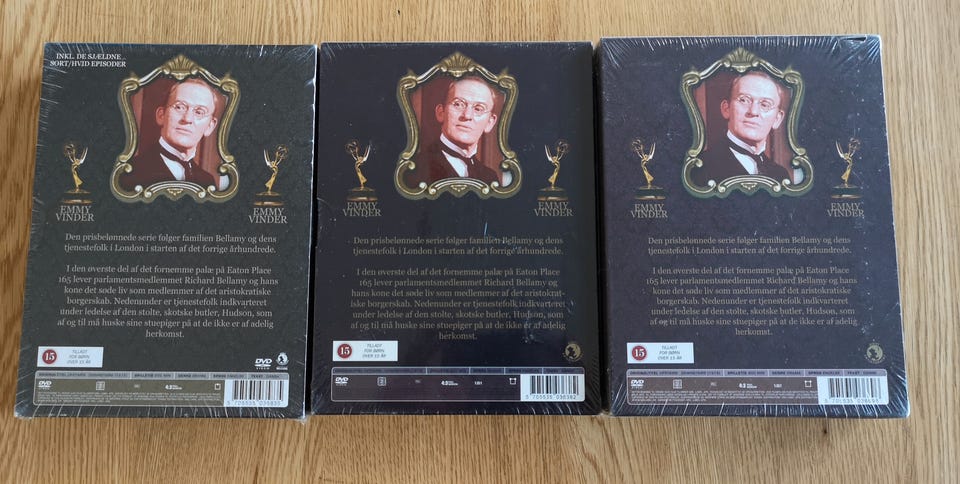 INKL. DE SJÆLDNE
SORT/HVID EPISODER
EMMY
VINDER
EMMY
VINDER
Den prisbelønnede serie følger familien Bellamy og dens
tjenestefolk i London i starten af det forrige århundrede.
I den øverste del af det fornemme palæ på Eaton Place
165 lever parlamentsmedlemmet Richard Bellamy og hans
kone det søde liv som medlemmer af det aristokratiske
borgerskab. Nedenunder er tjenestefolk indkvarteret
under ledelse af den stolte, skotske butler, Hudson, som
af og til må huske sine stuepiger på at de ikke er af adelig
herkomst.
15
TILLADT
FOR BØRN
OVER 15 ÅR
DVD
VIDEO
DVD
4:3
EMMY
VINDER
EMMY
VINDER
Den prisbelønnede serie følger familien Bellamy og dens
tjenestefolk i London i starten af det forrige århundrede.
I den øverste del af det fornemme palæ på Eaton Place
165 lever parlamentsmedlemmet Richard Bellamy og
hans kone det søde liv som medlemmer af det aristokrat-
iske borgerskab. Nedenunder er tjenestefolk indkvarteret
under ledelse af den stolte, skotske butler, Hudson, som
af og til må huske sine stuepiger på at de ikke er af adelig
herkomst.
15
TILLADT
FOR BØRN
OVER 15 ÅR
DVD
4:3
EMMY
VINDER
EMMY
VINDER
Den prisbelønnede serie følger familien Bellamy og dens
tjenestefolk i London i starten af det forrige århundrede.
I den øverste del af det fornemme palæ på Eaton Place
165 lever parlamentsmedlemmet Richard Bellamy og
hans kone det søde liv som medlemmer af det aristokrat-
iske borgerskab. Nedenunder er tjenestefolk indkvarteret
under ledelse af den stolte, skotske butler, Hudson, som
af og til må huske sine stuepiger på at de ikke er af adelig
herkomst.
15
TILLADT
FOR BØRN
OVER 15 ÅR
DVD
4:3